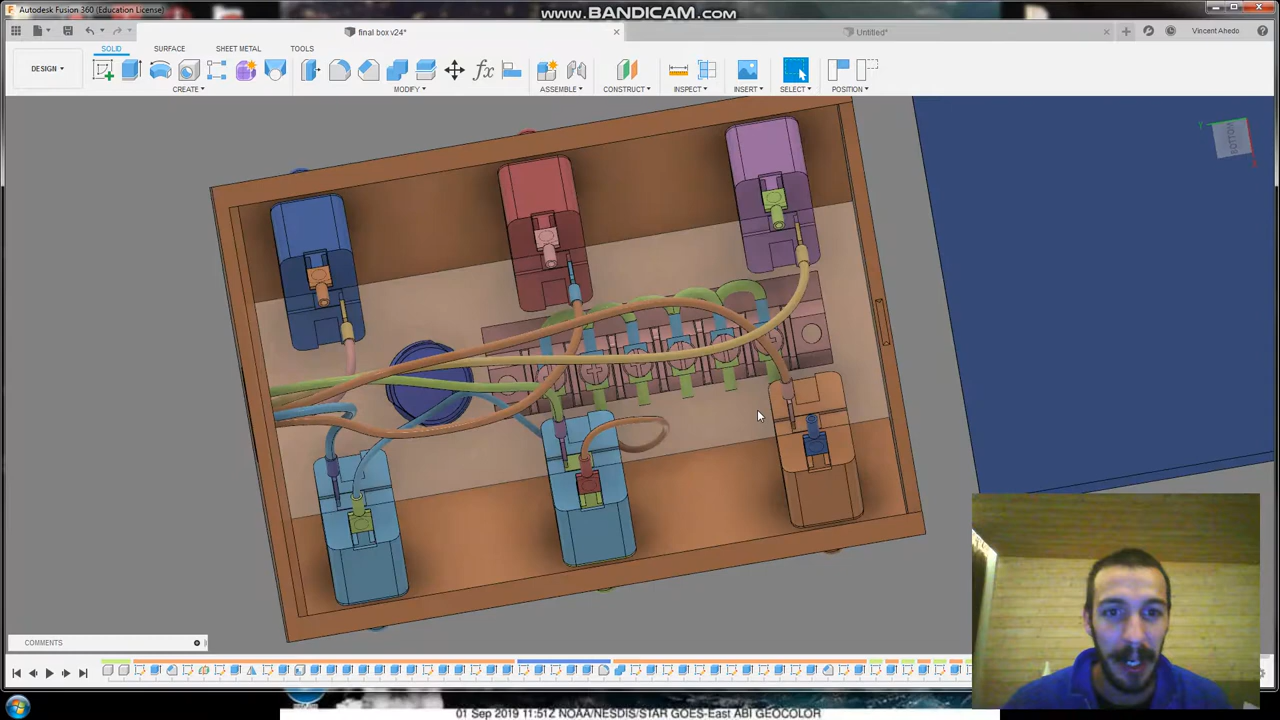 www.BANDICAM.com
Autodesk Fusion 360 (Education License)
final box v24*
Untitled*
Vincent Ahedo
DESIGN
SOLID
SURFACE
SHEET METAL
TOOLS
CREATE
MODIFY
ASSEMBLE
CONSTRUCT
INSPECT
INSERT
SELECT
POSITION
BOTTOM
COMMENTS
01 Sep 2019 11:51Z NOAA/NESDIS/STAR GOES-East ABI GEOCOLOR